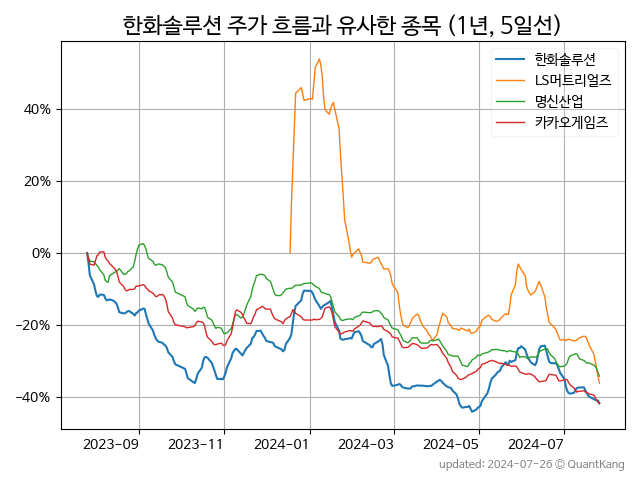 한화솔루션 주가 흐름과 유사한 종목 (1년, 5일선)
한화솔루션
LS머트리얼즈
명신산업
카카오게임즈
40%
20%
0%
−20%
−40%
2023-09 2023-11 2024-01 2024-03 2024-05 2024-07
updated: 2024-07-26 © QuantKang